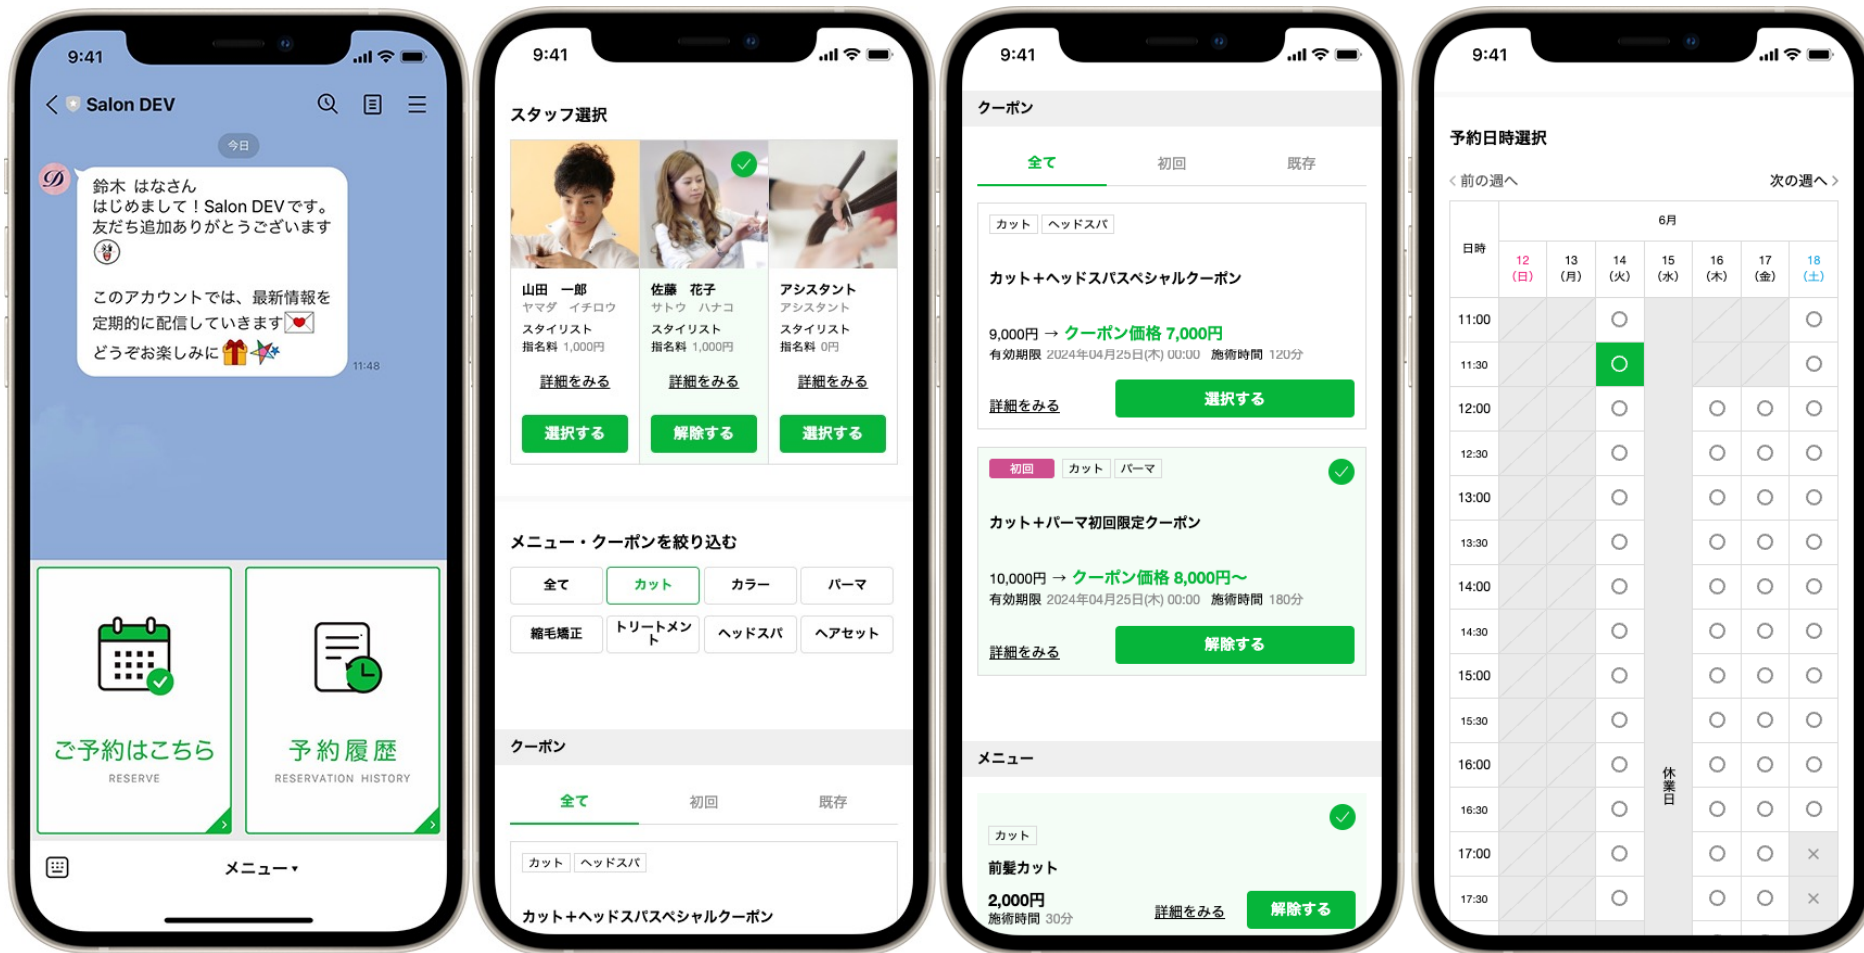 9:41
Salon DEV
今日
鈴木 はなさん
はじめまして！Salon DEVです。
友だち追加ありがとうございます
このアカウントでは、最新情報を
定期的に配信していきます
どうぞお楽しみに
11:48
ご予約はこちら
RESERVE
予約履歴
RESERVATION HISTORY
メニュー▾
9:41
スタッフ選択
山田　一郎
ヤマダ　イチロウ
スタイリスト
指名料 1,000円
詳細をみる
選択する
佐藤　花子
サトウ　ハナコ
スタイリスト
指名料 1,000円
詳細をみる
解除する
アシスタント
アシスタント
スタイリスト
指名料 0円
詳細をみる
選択する
メニュー・クーポンを絞り込む
全て カット カラー パーマ
縮毛矯正 トリートメント ヘッドスパ ヘアセット
クーポン
全て 初回 既存
カット ヘッドスパ
カット＋ヘッドスパスペシャルクーポン
9:41
クーポン
全て 初回 既存
カット ヘッドスパ
カット＋ヘッドスパスペシャルクーポン
9,000円 → クーポン価格 7,000円
有効期限 2024年04月25日(木) 00:00 施術時間 120分
詳細をみる 選択する
初回 カット パーマ
カット＋パーマ初回限定クーポン
10,000円 → クーポン価格 8,000円〜
有効期限 2024年04月25日(木) 00:00 施術時間 180分
詳細をみる 解除する
メニュー
カット
前髪カット
2,000円
施術時間 30分
詳細をみる 解除する
9:41
予約日時選択
前の週へ 次の週へ
6月
日時
12 13 14 15 16 17 18
(日) (月) (火) (水) (木) (金) (土)
11:00
11:30
12:00
12:30
13:00
13:30
14:00
14:30
15:00
15:30
16:00
16:30
17:00
17:30
休業日